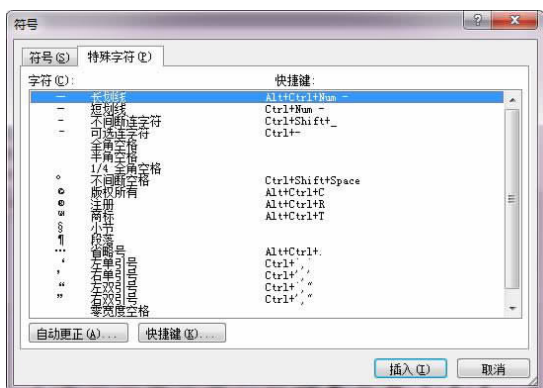 符号
符号(S) 特殊字符(P)
字符(C): 快捷键:
— 长划线 Alt+Ctrl+Num -
– 短划线 Ctrl+Num -
- 不间断连字符 Ctrl+Shift+_
- 可选连字符 Ctrl+-
全角空格
半角空格
1/4 全角空格
° 不间断空格 Ctrl+Shift+Space
© 版权所有 Alt+Ctrl+C
® 注册 Alt+Ctrl+R
™ 商标 Alt+Ctrl+T
§ 小节
¶ 段落
… 省略号 Alt+Ctrl+.
‘ 左单引号 Ctrl+`,`
’ 右单引号 Ctrl+','
“ 左双引号 Ctrl+`,"
” 右双引号 Ctrl+',"
零宽度空格
自动更正(A)... 快捷键(K)...
插入(I) 取消